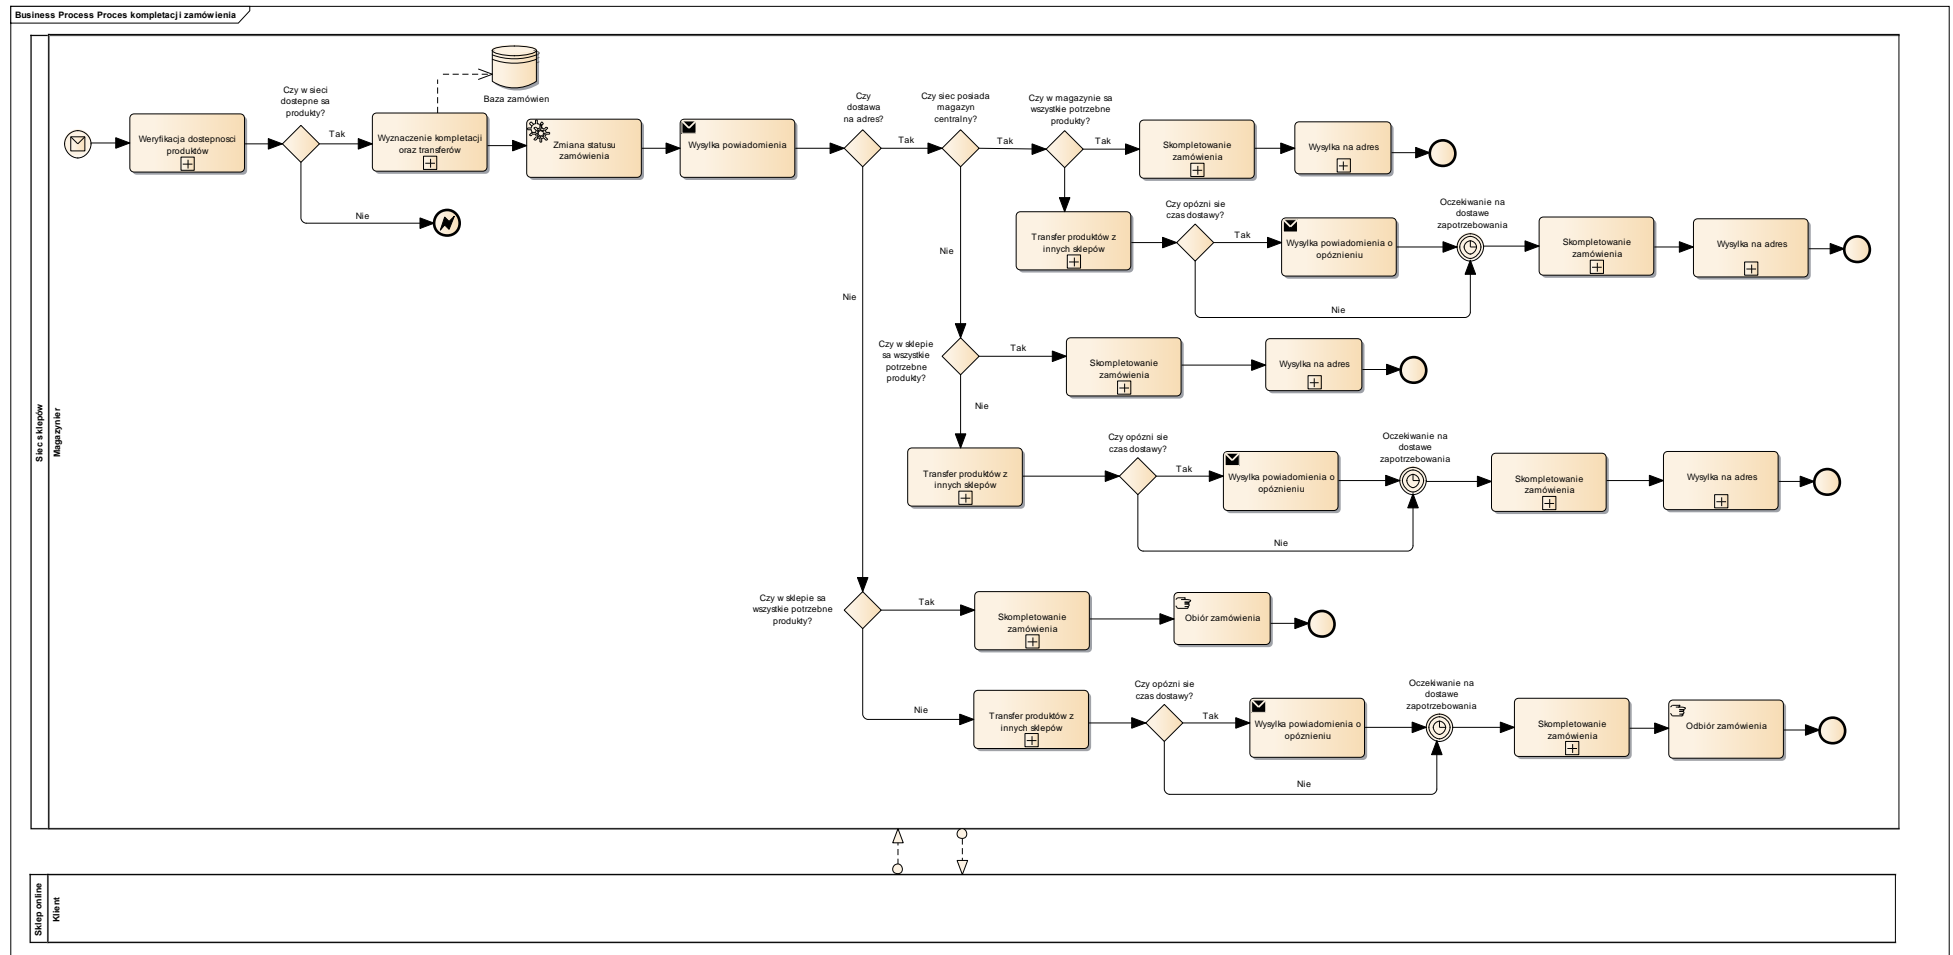 Business Process Proces kompletacji zamówienia
Siec sklepów
Magazynier
Weryfikacja dostepnosci
produktów
Czy w sieci
dostepne sa
produkty?
Tak
Nie
Wyznaczenie kompletacji
oraz transferów
Baza zamówien
Zmiana statusu
zamówienia
Wysylka powiadomienia
Czy
dostawa
na adres?
Tak
Nie
Czy siec posiada
magazyn
centralny?
Tak
Nie
Czy w magazynie sa
wszystkie potrzebne
produkty?
Tak
Skompletowanie
zamówienia
Wysylka na adres
Transfer produktów z
innych sklepów
Czy opózni sie
czas dostawy?
Tak
Nie
Wysylka powiadomienia o
opóznieniu
Oczekiwanie na
dostawe
zapotrzebowania
Skompletowanie
zamówienia
Wysylka na adres
Czy w sklepie
sa wszystkie
potrzebne
produkty?
Tak
Nie
Skompletowanie
zamówienia
Wysylka na adres
Transfer produktów z
innych sklepów
Czy opózni sie
czas dostawy?
Tak
Nie
Wysylka powiadomienia o
opóznieniu
Oczekiwanie na
dostawe
zapotrzebowania
Skompletowanie
zamówienia
Wysylka na adres
Czy w sklepie sa
wszystkie potrzebne
produkty?
Tak
Nie
Skompletowanie
zamówienia
Obiór zamówienia
Transfer produktów z
innych sklepów
Czy opózni sie
czas dostawy?
Tak
Nie
Wysylka powiadomienia o
opóznieniu
Oczekiwanie na
dostawe
zapotrzebowania
Skompletowanie
zamówienia
Odbiór zamówienia
Sklep online
Klient